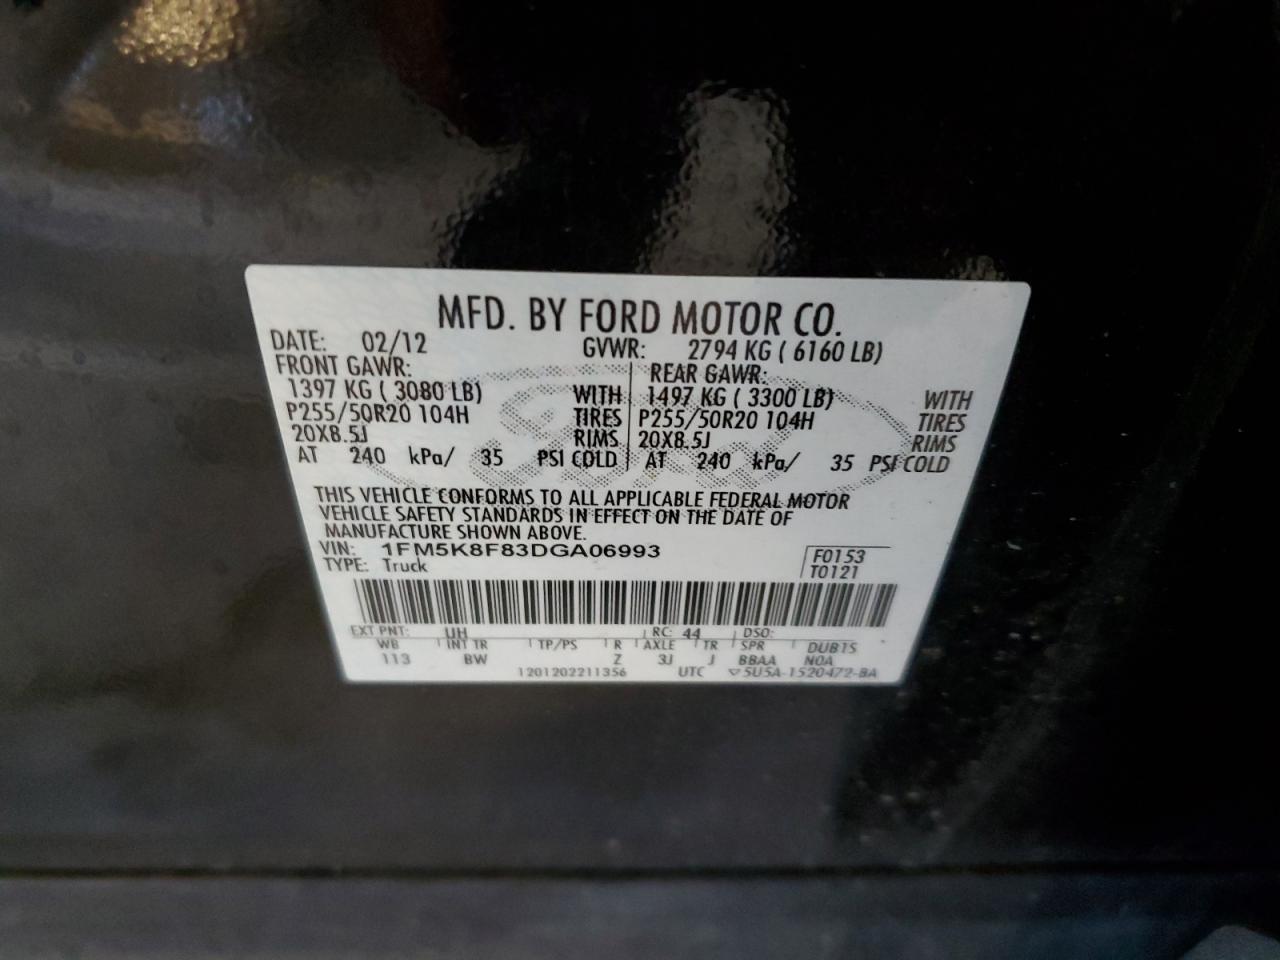 MFD. BY FORD MOTOR CO.
DATE: 02/12 GVWR: 2794 KG ( 6160 LB)
FRONT GAWR: REAR GAWR:
1397 KG ( 3080 LB) WITH 1497 KG ( 3300 LB) WITH
P255/50R20 104H TIRES P255/50R20 104H TIRES
20X8.5J RIMS 20X8.5J RIMS
AT 240 kPa/ 35 PSI COLD AT 240 kPa/ 35 PSI COLD
THIS VEHICLE CONFORMS TO ALL APPLICABLE FEDERAL MOTOR
VEHICLE SAFETY STANDARDS IN EFFECT ON THE DATE OF
MANUFACTURE SHOWN ABOVE.
VIN: 1FM5K8F83DGA06993 F0153
TYPE: Truck T0121
EXT PNT: UH RC: 44 DSO:
WB INT TR TP/PS R AXLE TR SPR DUB1S
113 BW Z 3J J BBAA N0A
1201202211356 UTC ▽5U5A-1520472-BA
Ford